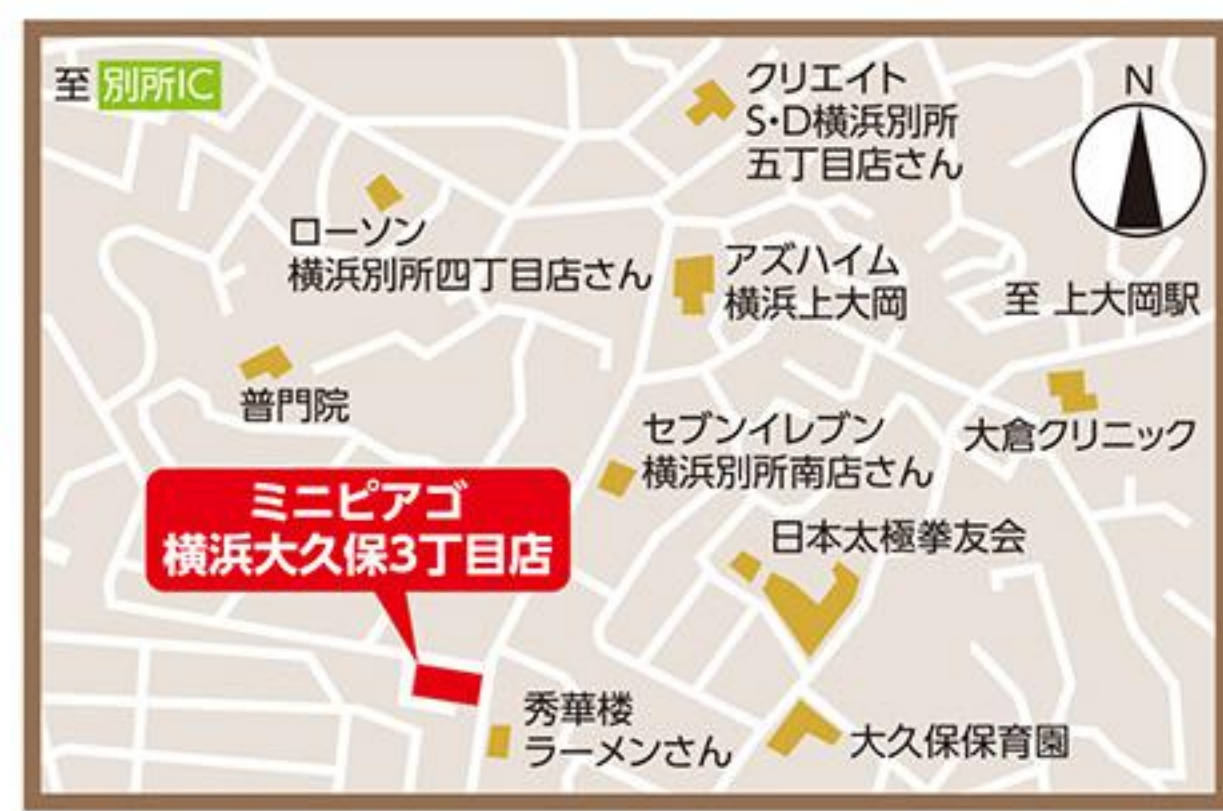 至 別所IC
クリエイト
S・D横浜別所
五丁目店さん
N
ローソン
横浜別所四丁目店さん
アズハイム
横浜上大岡
至 上大岡駅
普門院
セブンイレブン
横浜別所南店さん
大倉クリニック
ミニピアゴ
横浜大久保3丁目店
日本太極拳友会
秀華楼
ラーメンさん
大久保保育園